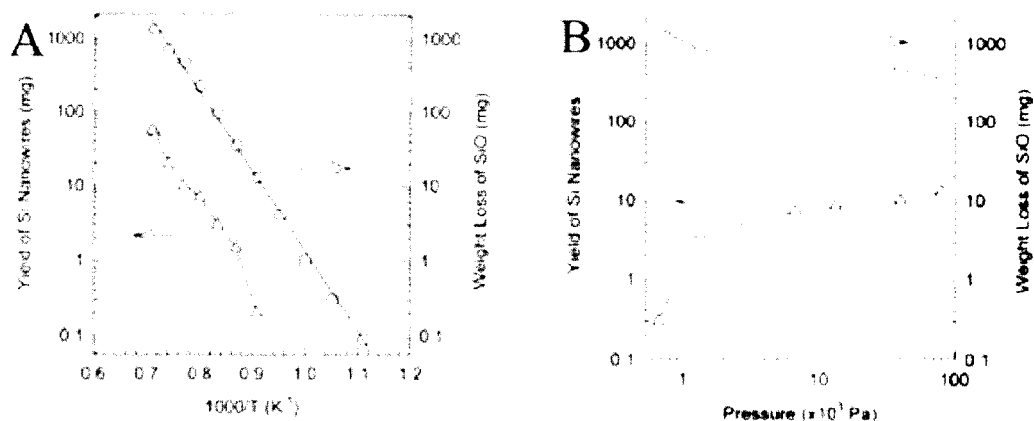 A
1000
100
10
1
0.1
Yield of Si Nanowires (mg)
0.6 0.7 0.8 0.9 1.0 1.1 1.2
1000/T (K⁻¹)
1000
100
10
1
0.1
Weight Loss of SiO (mg)
B
1000
100
10
1
0.1
Yield of Si Nanowires
1 10 100
Pressure (x10³ Pa)
1000
100
10
1
0.1
Weight Loss of SiO (mg)